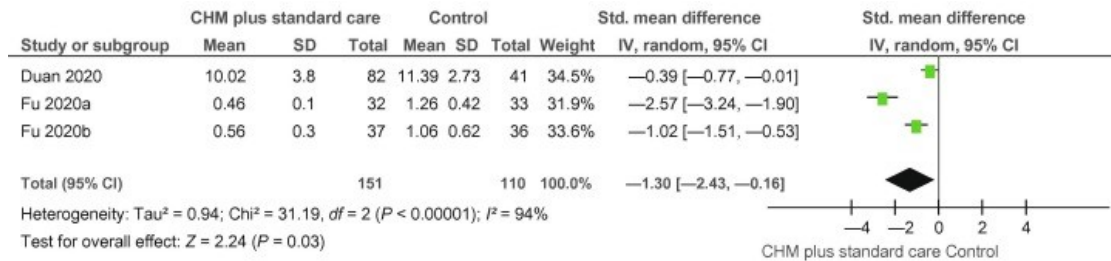 CHM plus standard care Control Std. mean difference Std. mean difference
Study or subgroup Mean SD Total Mean SD Total Weight IV, random, 95% CI IV, random, 95% CI
Duan 2020 10.02 3.8 82 11.39 2.73 41 34.5% —0.39 [—0.77, —0.01]
Fu 2020a 0.46 0.1 32 1.26 0.42 33 31.9% —2.57 [—3.24, —1.90]
Fu 2020b 0.56 0.3 37 1.06 0.62 36 33.6% —1.02 [—1.51, —0.53]
Total (95% CI) 151 110 100.0% —1.30 [—2.43, —0.16]
Heterogeneity: Tau² = 0.94; Chi² = 31.19, df = 2 (P < 0.00001); I² = 94%
Test for overall effect: Z = 2.24 (P = 0.03)
—4 —2 0 2 4
CHM plus standard care Control